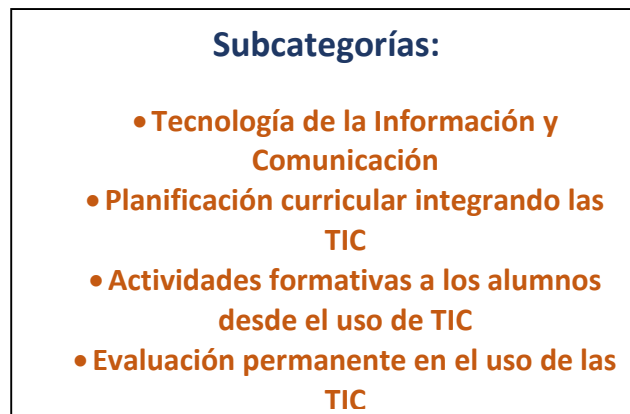 Subcategorías:
• Tecnología de la Información y
Comunicación
• Planificación curricular integrando las
TIC
• Actividades formativas a los alumnos
desde el uso de TIC
• Evaluación permanente en el uso de las
TIC